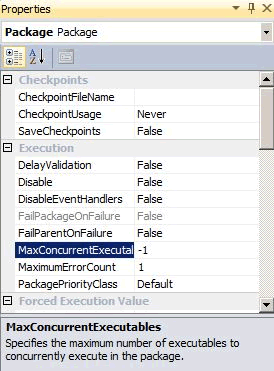 Properties
Package Package
Checkpoints
CheckpointFileName
CheckpointUsage Never
SaveCheckpoints False
Execution
DelayValidation False
Disable False
DisableEventHandlers False
FailPackageOnFailure False
FailParentOnFailure False
MaxConcurrentExecutal -1
MaximumErrorCount 1
PackagePriorityClass Default
Forced Execution Value
MaxConcurrentExecutables
Specifies the maximum number of executables to
concurrently execute in the package.